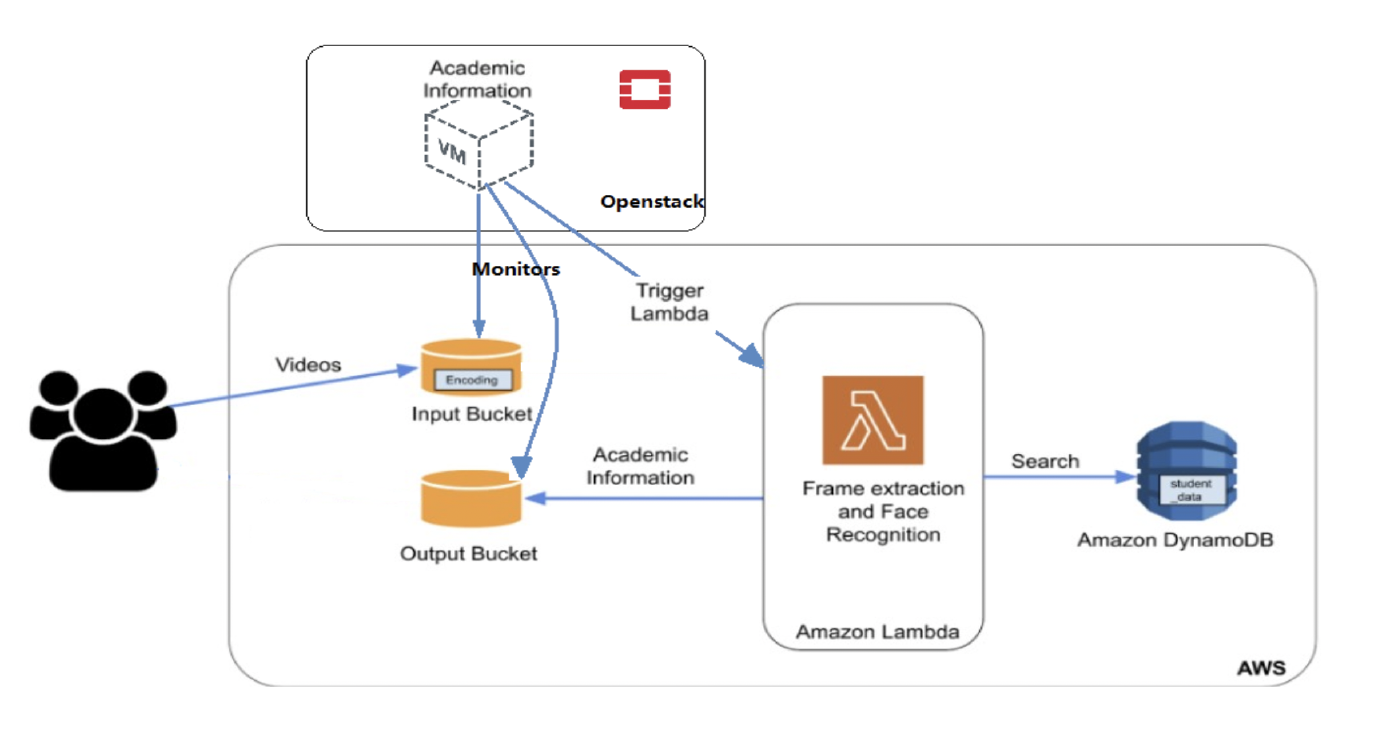 Academic
Information
VM
Openstack
Monitors
Trigger
Lambda
Videos
Encoding
Input Bucket
Academic
Information
Output Bucket
Frame extraction
and Face
Recognition
Amazon Lambda
Search
student
_data
Amazon DynamoDB
AWS